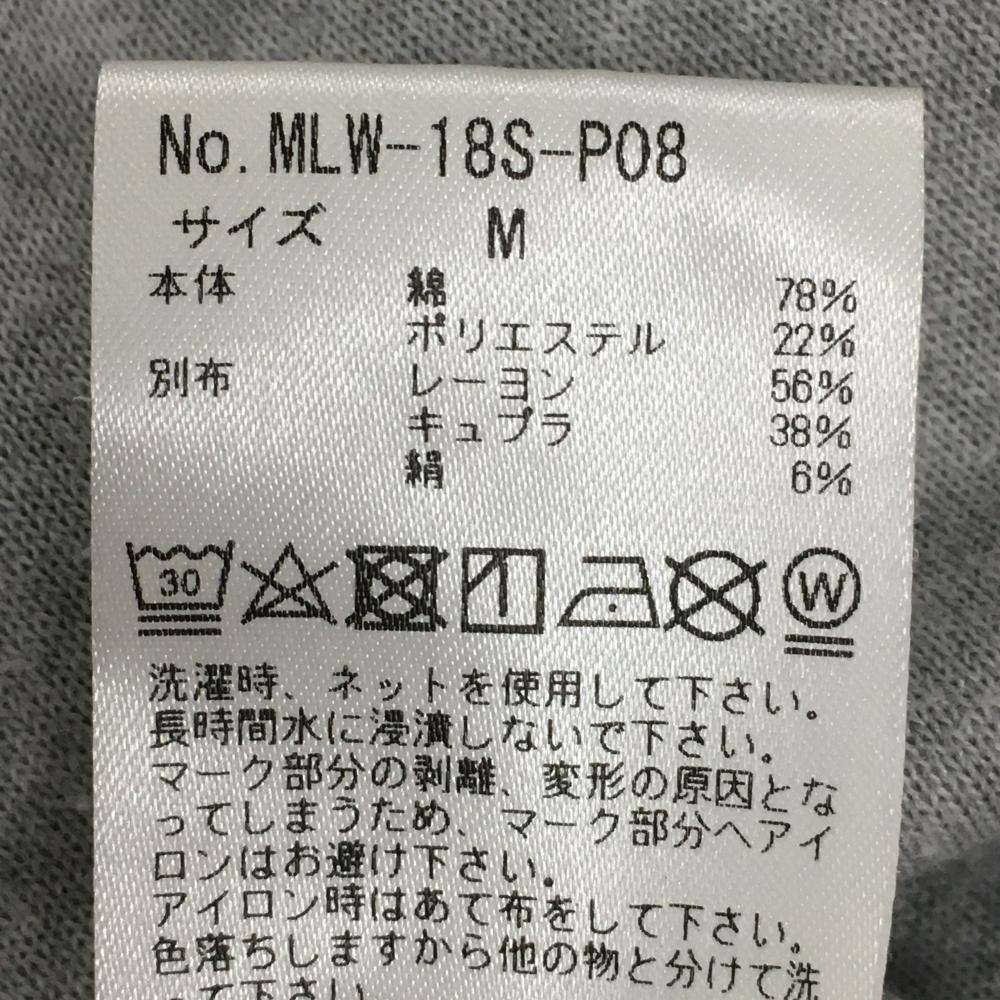 No. MLW-18S-P08
サイズ M
本体 綿 78%
ポリエステル 22%
別布 レーヨン 56%
キュプラ 38%
絹 6%
30 W
洗濯時、ネットを使用して下さい。
長時間水に浸漬しないで下さい。
マーク部分の剥離、変形の原因とな
ってしまうため、マーク部分へアイ
ロンはお避け下さい。
アイロン時はあて布をして下さい。
色落ちしますから他の物と分けて洗
って下さい